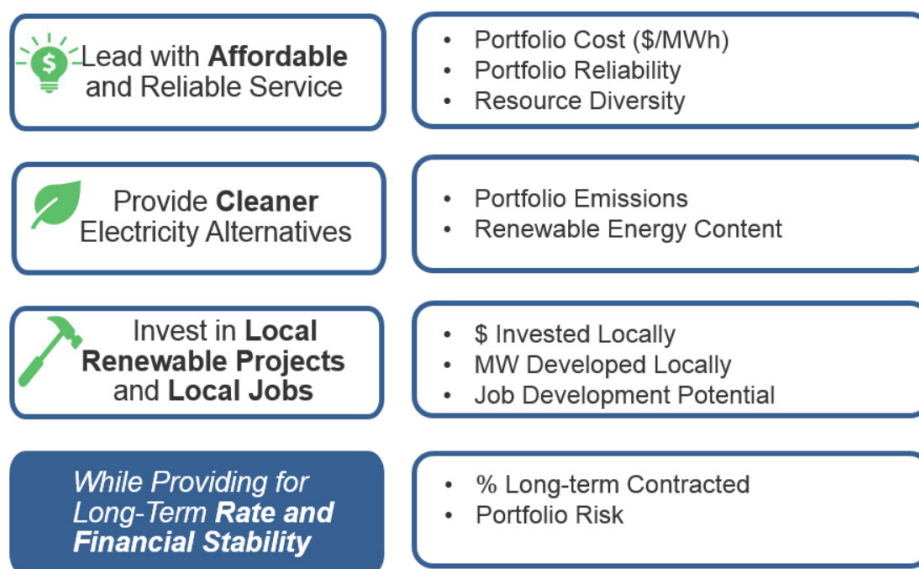 $
Lead with Affordable
and Reliable Service
• Portfolio Cost ($/MWh)
• Portfolio Reliability
• Resource Diversity
Provide Cleaner
Electricity Alternatives
• Portfolio Emissions
• Renewable Energy Content
Invest in Local
Renewable Projects
and Local Jobs
• $ Invested Locally
• MW Developed Locally
• Job Development Potential
While Providing for
Long-Term Rate and
Financial Stability
• % Long-term Contracted
• Portfolio Risk